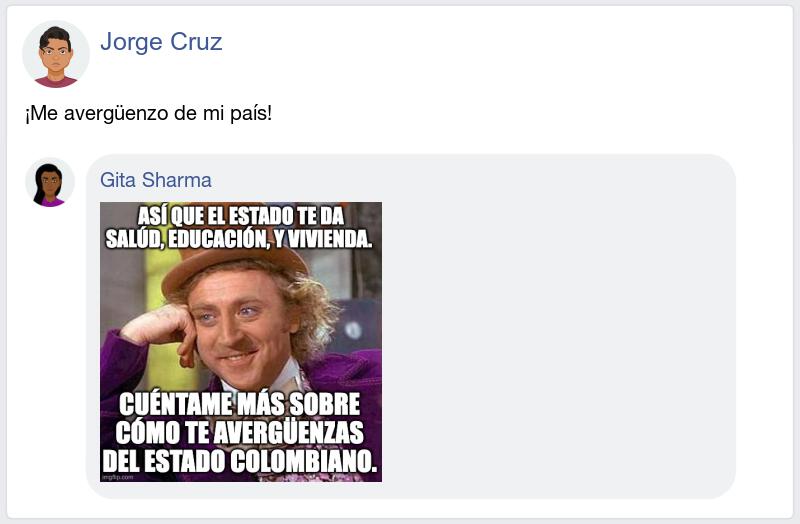 Jorge Cruz
¡Me avergüenzo de mi país!
Gita Sharma
ASÍ QUE EL ESTADO TE DA
SALÚD, EDUCACIÓN, Y VIVIENDA.
CUÉNTAME MÁS SOBRE
CÓMO TE AVERGÜENZAS
DEL ESTADO COLOMBIANO.
imgflip.com